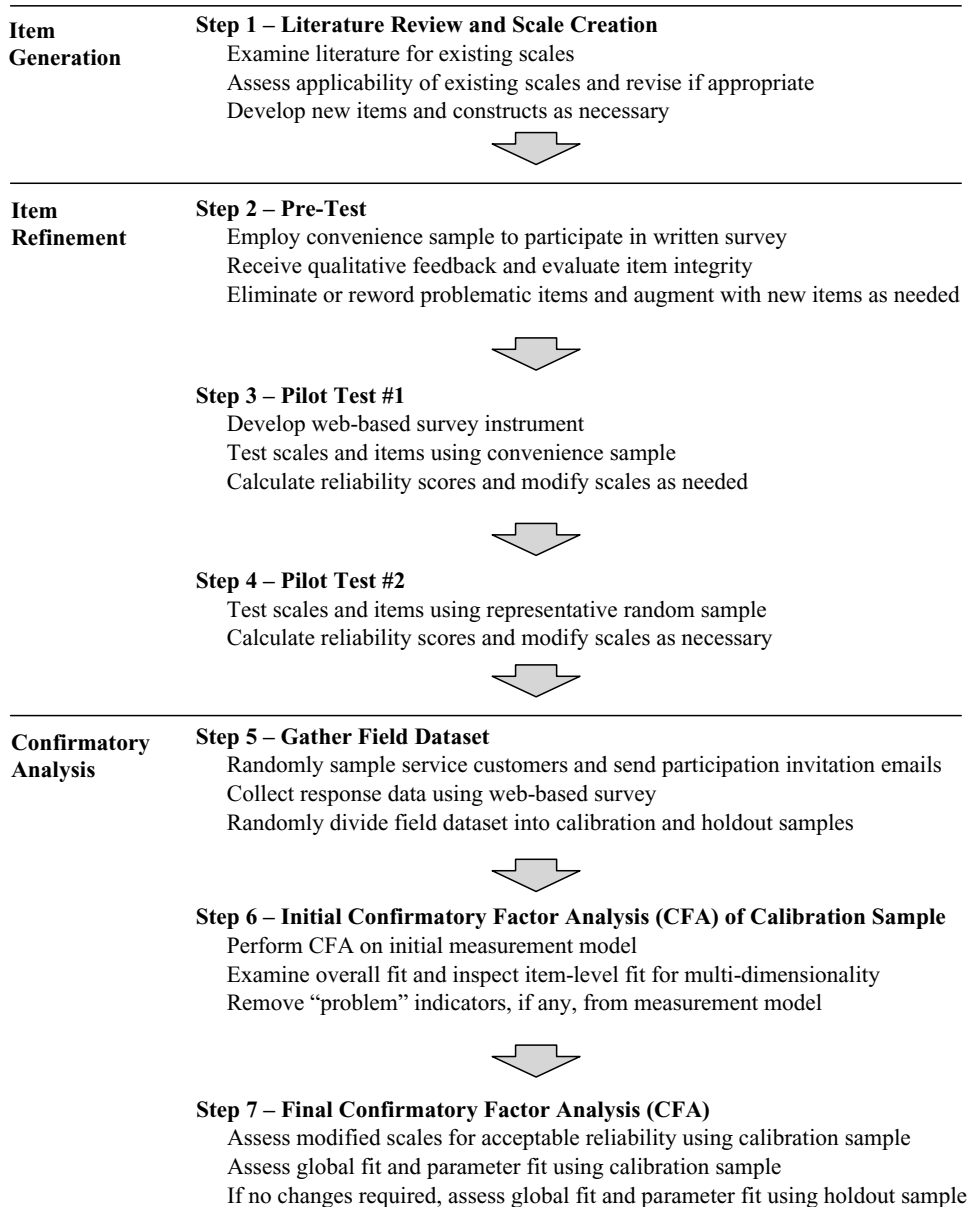 Item
Generation
Step 1 – Literature Review and Scale Creation
Examine literature for existing scales
Assess applicability of existing scales and revise if appropriate
Develop new items and constructs as necessary
Item
Refinement
Step 2 – Pre-Test
Employ convenience sample to participate in written survey
Receive qualitative feedback and evaluate item integrity
Eliminate or reword problematic items and augment with new items as needed
Step 3 – Pilot Test #1
Develop web-based survey instrument
Test scales and items using convenience sample
Calculate reliability scores and modify scales as needed
Step 4 – Pilot Test #2
Test scales and items using representative random sample
Calculate reliability scores and modify scales as necessary
Confirmatory
Analysis
Step 5 – Gather Field Dataset
Randomly sample service customers and send participation invitation emails
Collect response data using web-based survey
Randomly divide field dataset into calibration and holdout samples
Step 6 – Initial Confirmatory Factor Analysis (CFA) of Calibration Sample
Perform CFA on initial measurement model
Examine overall fit and inspect item-level fit for multi-dimensionality
Remove “problem” indicators, if any, from measurement model
Step 7 – Final Confirmatory Factor Analysis (CFA)
Assess modified scales for acceptable reliability using calibration sample
Assess global fit and parameter fit using calibration sample
If no changes required, assess global fit and parameter fit using holdout sample